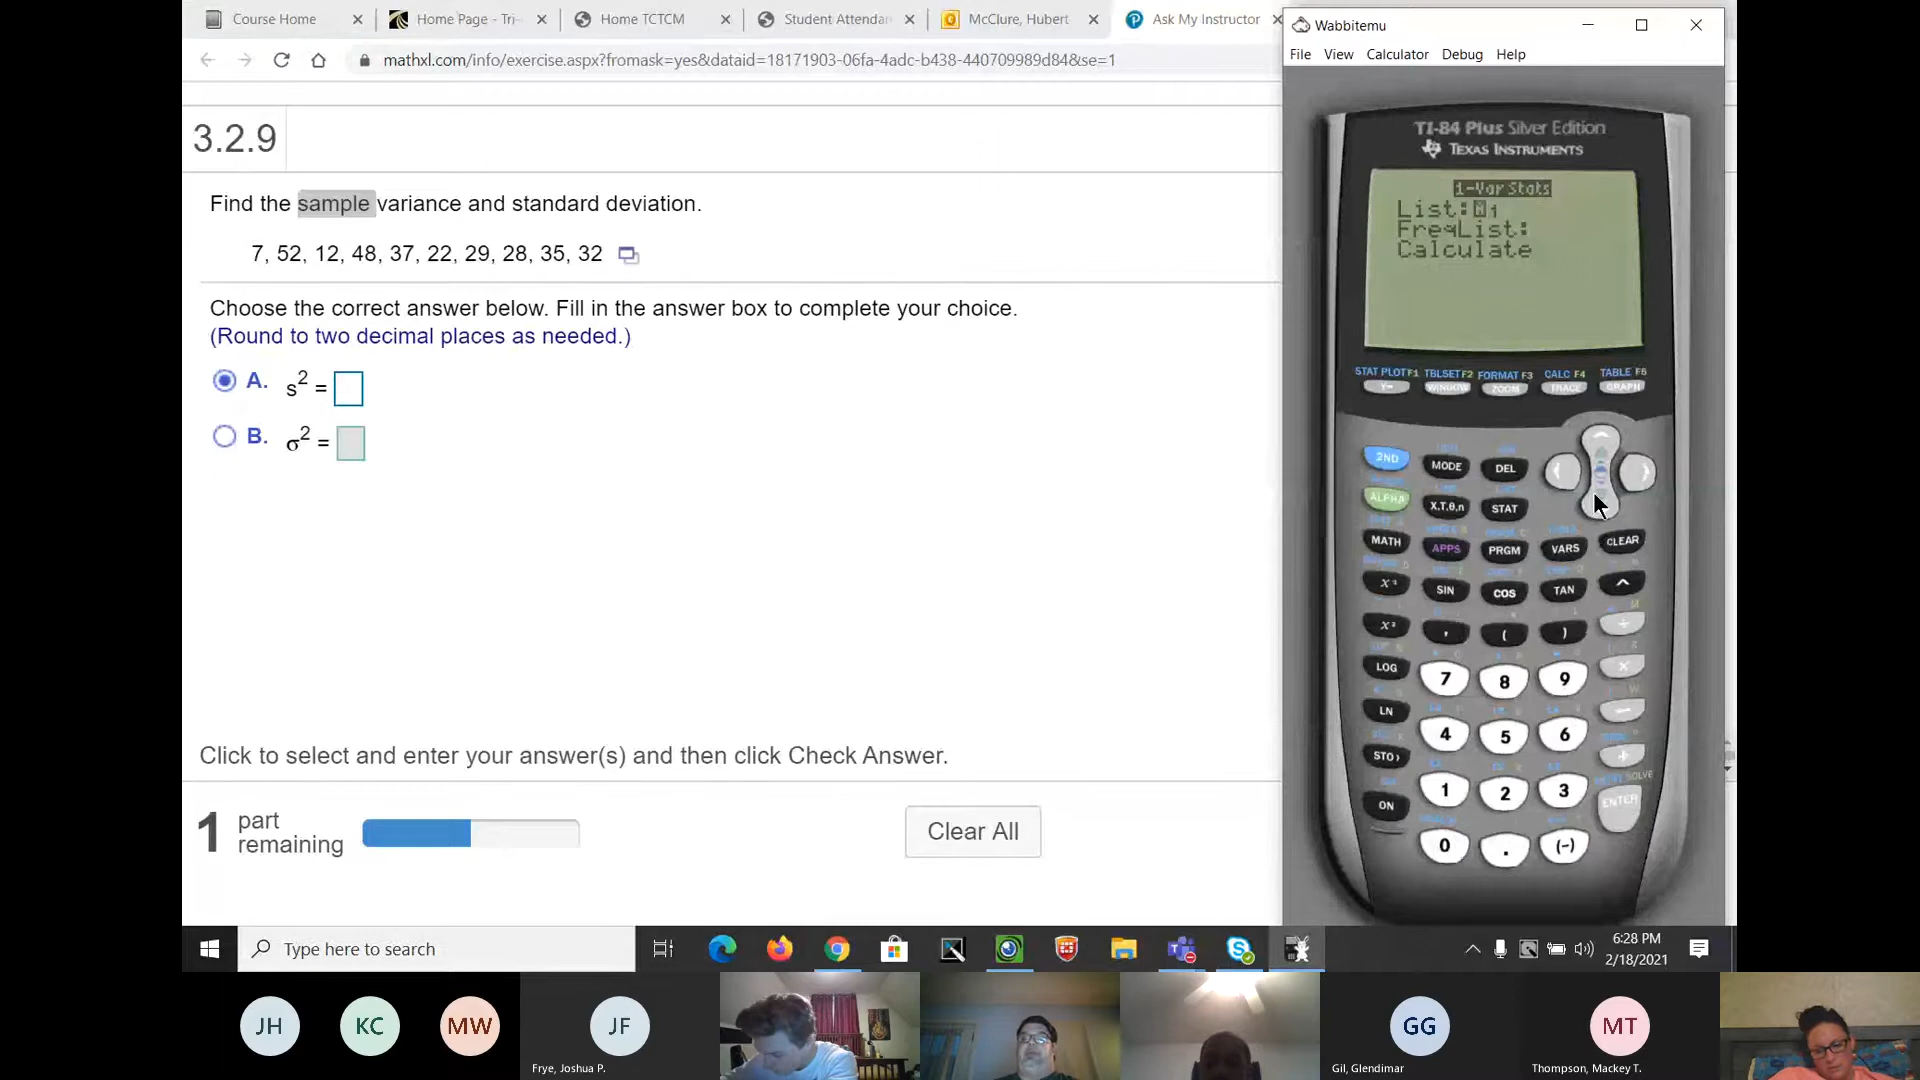 Course Home
Home Page - Tri-
Home TCTCM
Student Attendan
McClure, Hubert
Ask My Instructor
mathxl.com/info/exercise.aspx?fromask=yes&dataid=18171903-06fa-4adc-b438-440709989d84&se=1
3.2.9
Find the sample variance and standard deviation.
7, 52, 12, 48, 37, 22, 29, 28, 35, 32
Choose the correct answer below. Fill in the answer box to complete your choice.
(Round to two decimal places as needed.)
A. s2 =
B. σ2 =
Click to select and enter your answer(s) and then click Check Answer.
1 part remaining
Clear All
Wabbitemu
File View Calculator Debug Help
TI-84 Plus Silver Edition
TEXAS INSTRUMENTS
1-Var Stats
List: 1
FreqList:
Calculate
STAT PLOT F1 TBLSET F2 FORMAT F3 CALC F4 TABLE F5
Y= WINDOW ZOOM TRACE GRAPH
2ND MODE DEL
ALPHA X,T,θ,n STAT
MATH APPS PRGM VARS CLEAR
SIN COS TAN ^
X² , ( )
LOG 7 8 9 ×
LN 4 5 6 −
STO› 1 2 3 +
ON 0 . (-) ENTER
Type here to search
6:28 PM
2/18/2021
JH
KC
MW
JF
Frye, Joshua P.
GG
Gil, Glendimar
MT
Thompson, Mackey T.